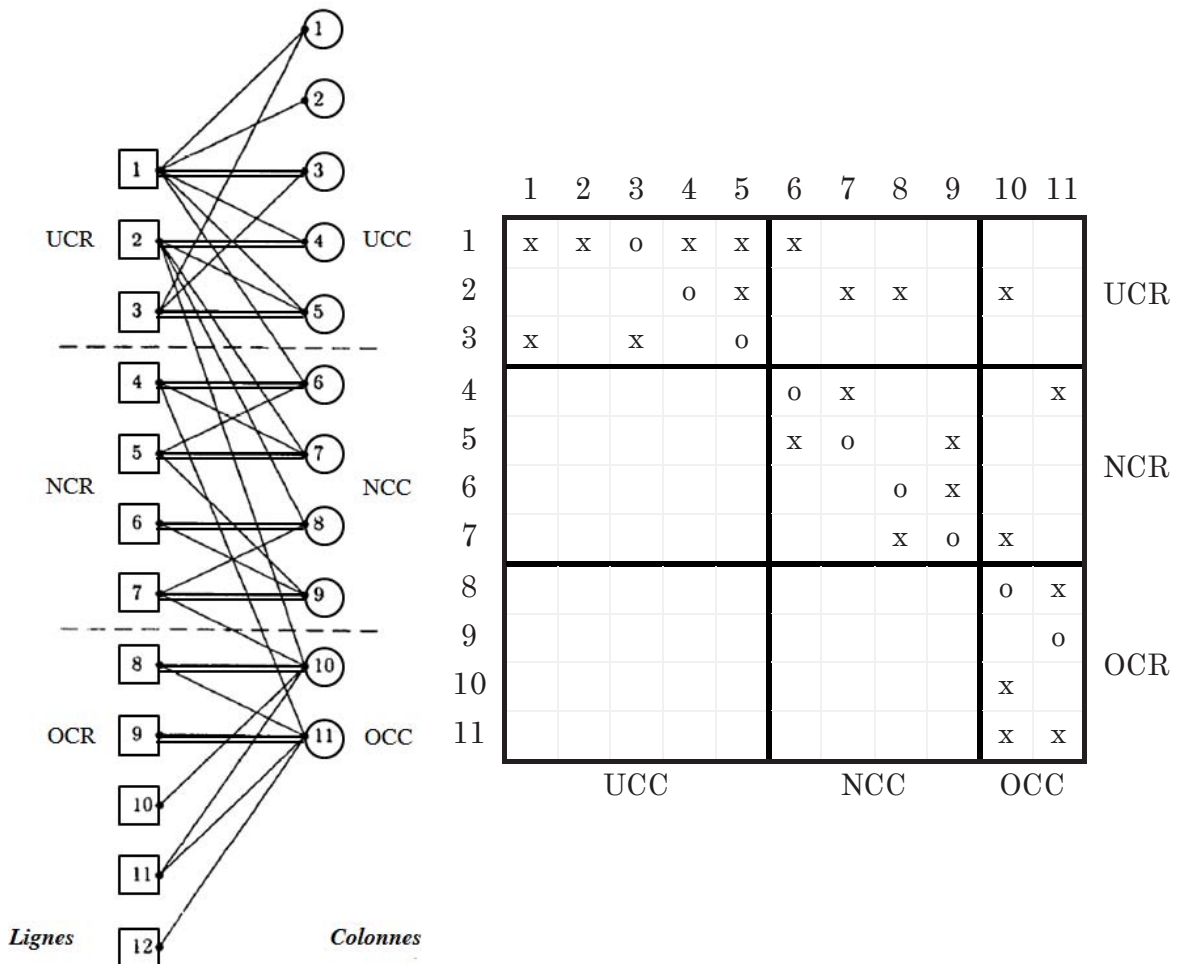 1
2
1 3
UCR 2 4 UCC
3 5
4 6
5 7
NCR NCC
6 8
7 9
8 10
OCR 9 11 OCC
10
11
Lignes 12 Colonnes
1 2 3 4 5 6 7 8 9 10 11
1 x x o x x x
2 o x x x x UCR
3 x x o
4 o x x
5 x o x NCR
6 o x
7 x o x
8 o x
9 o OCR
10 x
11 x x
UCC NCC OCC